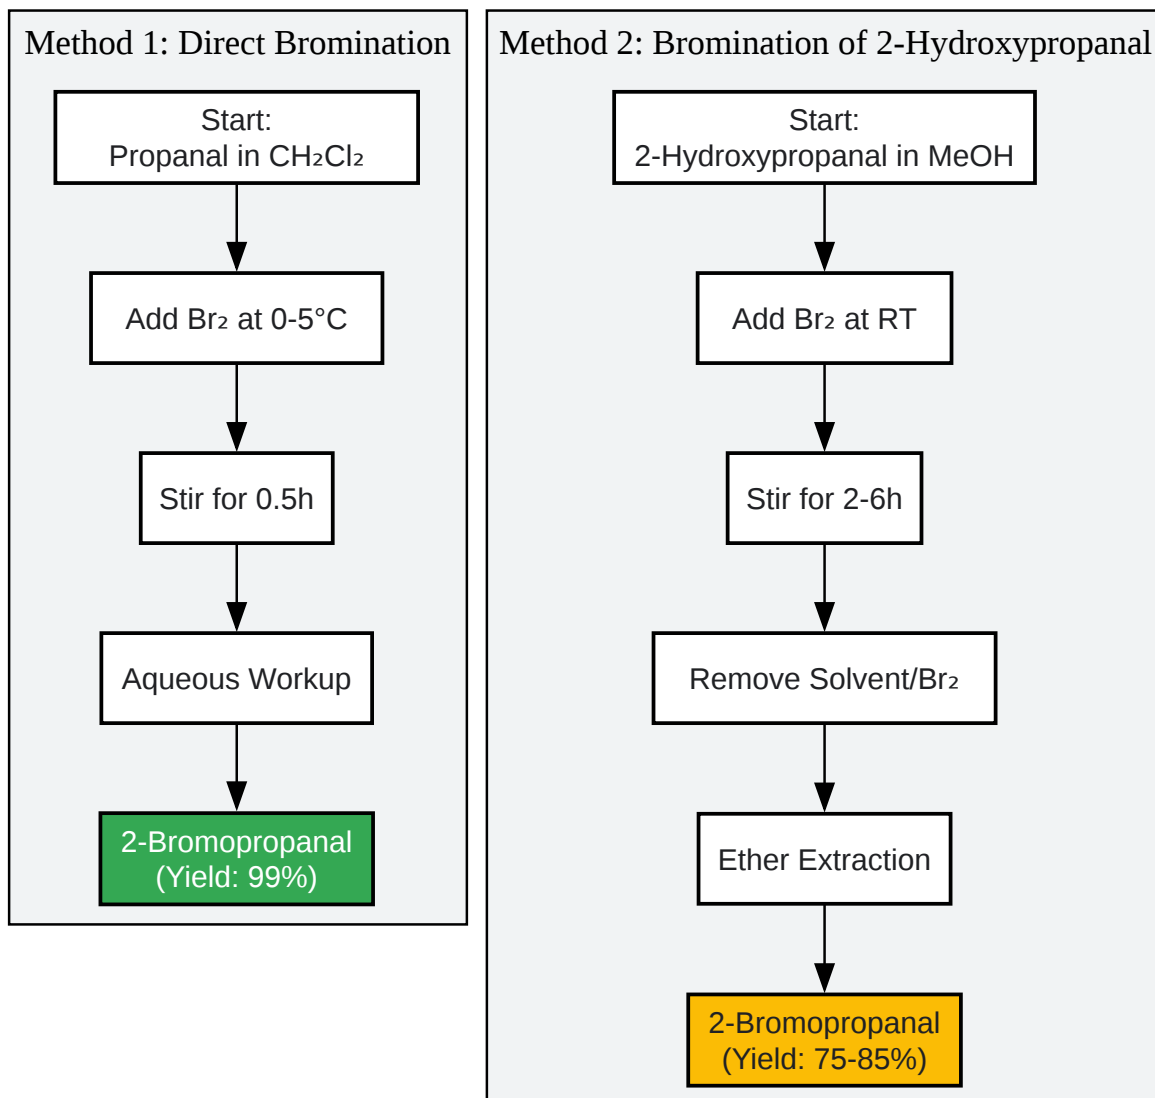 Method 1: Direct Bromination
Start:
Propanal in CH₂Cl₂
Add Br₂ at 0-5°C
Stir for 0.5h
Aqueous Workup
2-Bromopropanal
(Yield: 99%)
Method 2: Bromination of 2-Hydroxypropanal
Start:
2-Hydroxypropanal in MeOH
Add Br₂ at RT
Stir for 2-6h
Remove Solvent/Br₂
Ether Extraction
2-Bromopropanal
(Yield: 75-85%)